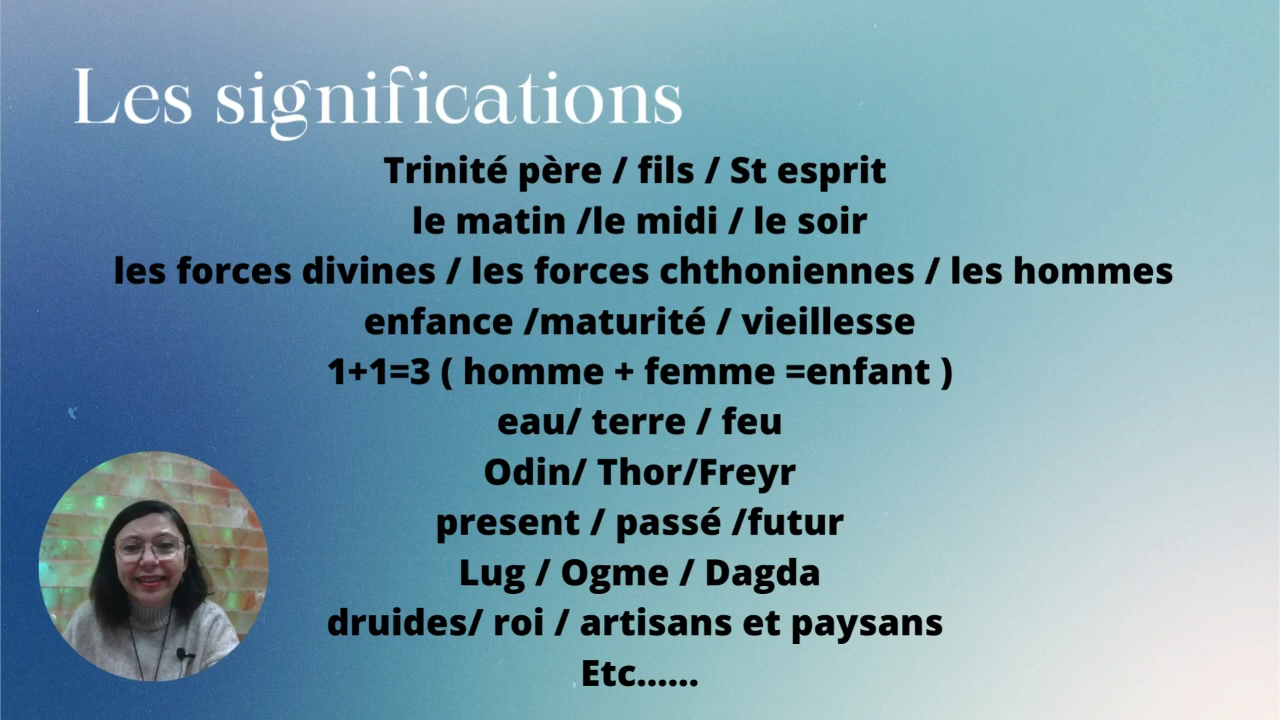 Les significations
Trinité père / fils / St esprit
le matin /le midi / le soir
les forces divines / les forces chthoniennes / les hommes
enfance /maturité / vieillesse
1+1=3 ( homme + femme =enfant )
eau/ terre / feu
Odin/ Thor/Freyr
present / passé /futur
Lug / Ogme / Dagda
druides/ roi / artisans et paysans
Etc......